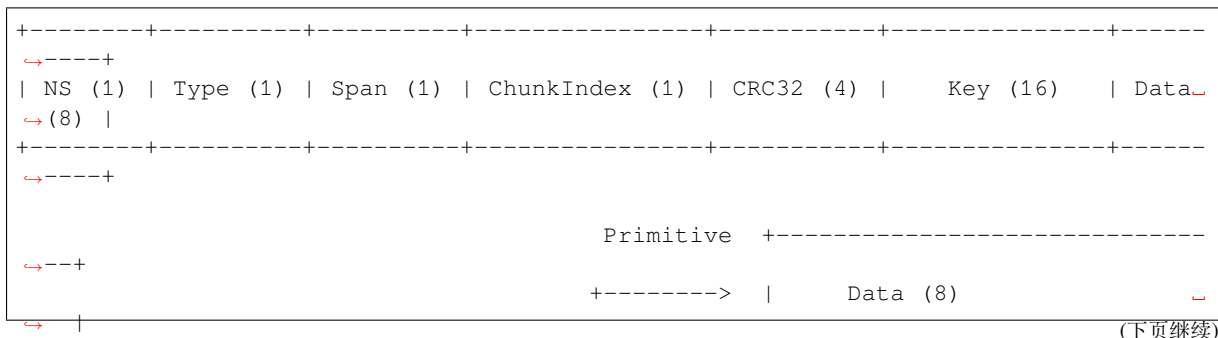 +--------+----------+----------+----------------+-----------+---------------+------
↪----+
| NS (1) | Type (1) | Span (1) | ChunkIndex (1) | CRC32 (4) |    Key (16)   | Data␣
↪(8) |
+--------+----------+----------+----------------+-----------+---------------+------
↪----+
                                         Primitive  +------------------------------
↪--+
                                        +-------->  |     Data (8)                 ␣
↪  |
(下页继续)